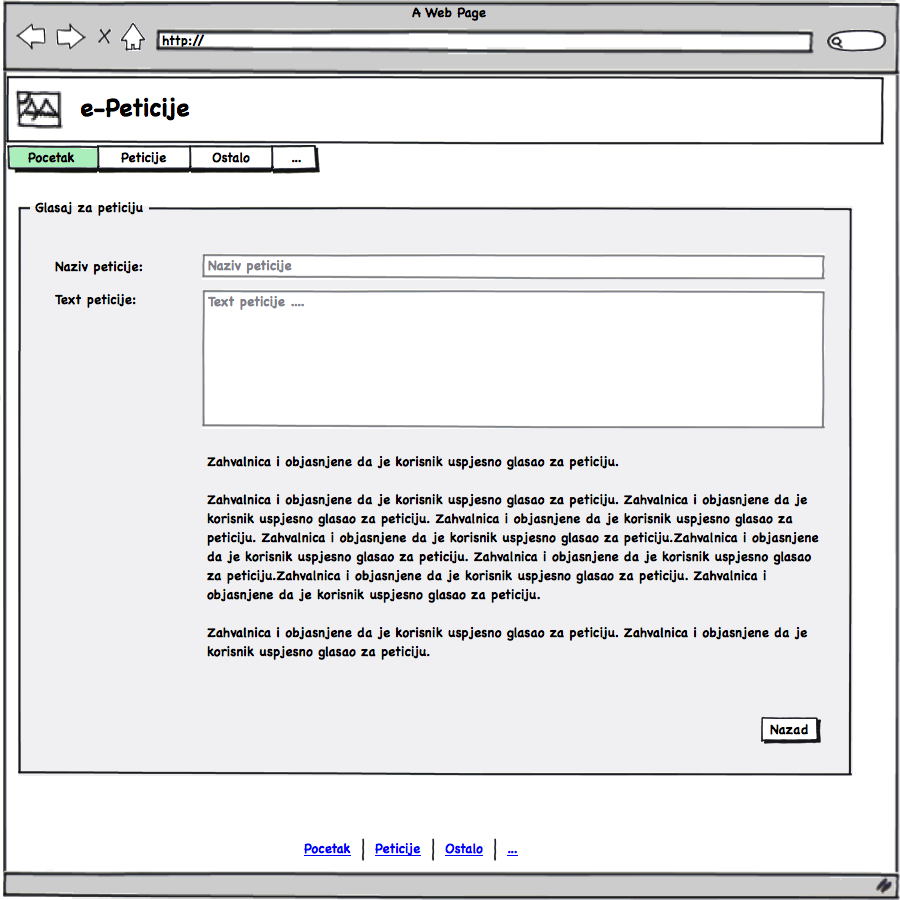 A Web Page
http://
e-Peticije
Pocetak Peticije Ostalo ...
Glasaj za peticiju
Naziv peticije: Naziv peticije
Text peticije: Text peticije ....
Zahvalnica i objasnjene da je korisnik uspjesno glasao za peticiju.
Zahvalnica i objasnjene da je korisnik uspjesno glasao za peticiju. Zahvalnica i objasnjene da je
korisnik uspjesno glasao za peticiju. Zahvalnica i objasnjene da je korisnik uspjesno glasao za
peticiju. Zahvalnica i objasnjene da je korisnik uspjesno glasao za peticiju.Zahvalnica i objasnjene
da je korisnik uspjesno glasao za peticiju. Zahvalnica i objasnjene da je korisnik uspjesno glasao
za peticiju.Zahvalnica i objasnjene da je korisnik uspjesno glasao za peticiju. Zahvalnica i
objasnjene da je korisnik uspjesno glasao za peticiju.
Zahvalnica i objasnjene da je korisnik uspjesno glasao za peticiju. Zahvalnica i objasnjene da je
korisnik uspjesno glasao za peticiju.
Nazad
Pocetak | Peticije | Ostalo | ...